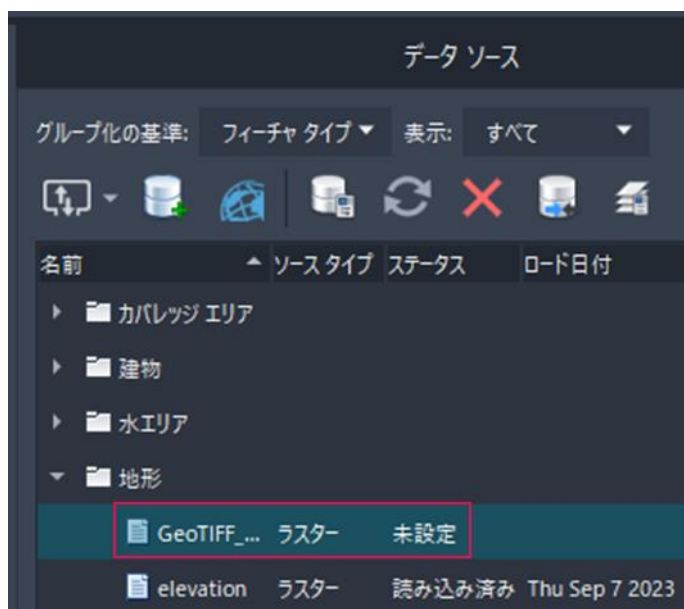 データ ソース
グループ化の基準: フィーチャ タイプ 表示: すべて
名前 ソース タイプ ステータス ロード日付
カバレッジ エリア
建物
水エリア
地形
GeoTIFF_... ラスター 未設定
elevation ラスター 読み込み済み Thu Sep 7 2023